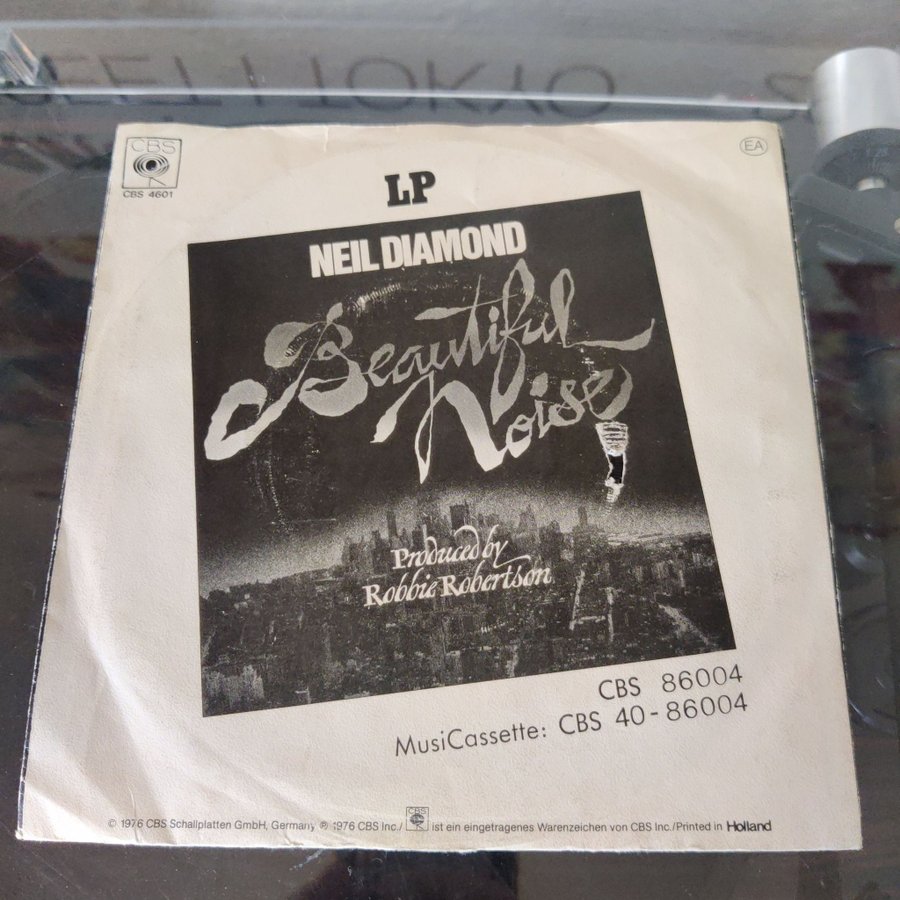 CBS
CBS 4601
EA
LP
NEIL DIAMOND
Beautiful
Noise
Produced by
Robbie Robertson
CBS 86004
MusiCassette: CBS 40-86004
© 1976 CBS Schallplatten GmbH, Germany ℗ 1976 CBS Inc./ CBS ist ein eingetragenes Warenzeichen von CBS Inc./Printed in Holland
TOKYO